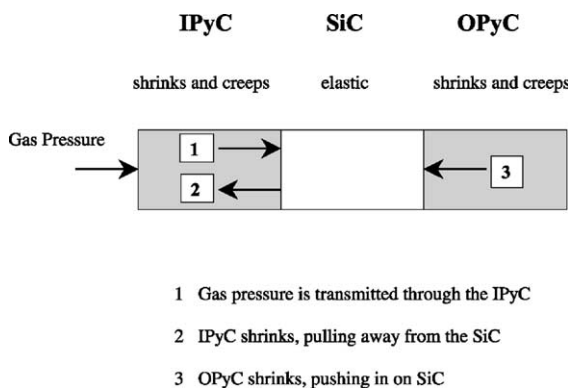 IPyC SiC OPyC
shrinks and creeps elastic shrinks and creeps
Gas Pressure
1
2
3
1 Gas pressure is transmitted through the IPyC
2 IPyC shrinks, pulling away from the SiC
3 OPyC shrinks, pushing in on SiC